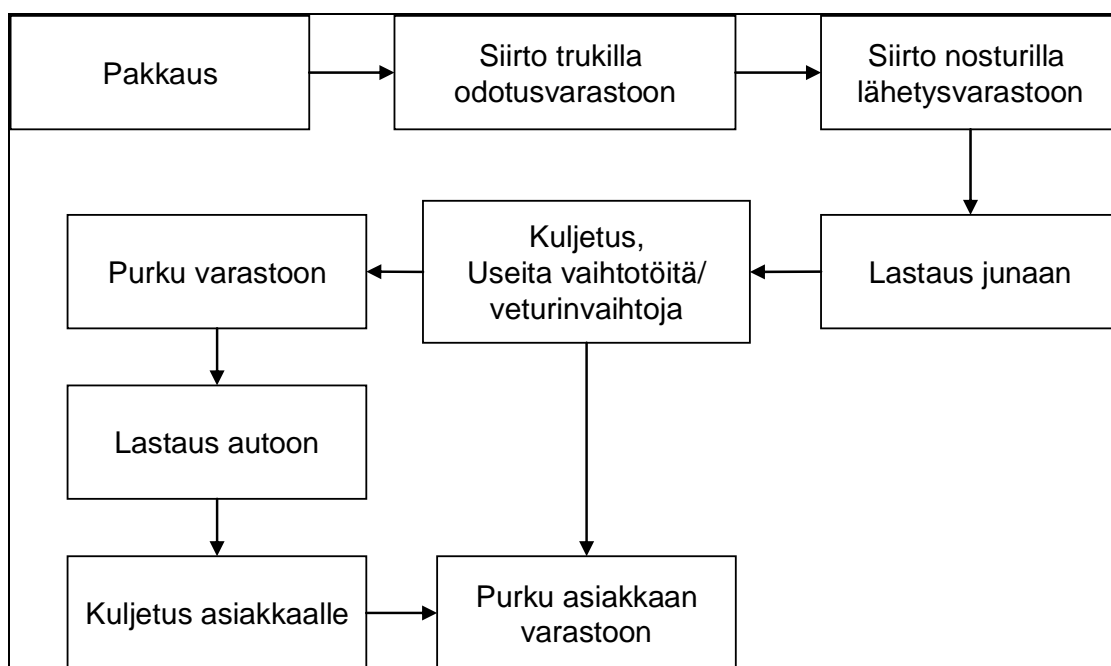 Pakkaus
Siirto trukilla
odotusvarastoon
Siirto nosturilla
lähetysvarastoon
Purku varastoon
Kuljetus,
Useita vaihtotöitä/
veturinvaihtoja
Lastaus junaan
Lastaus autoon
Kuljetus asiakkaalle
Purku asiakkaan
varastoon